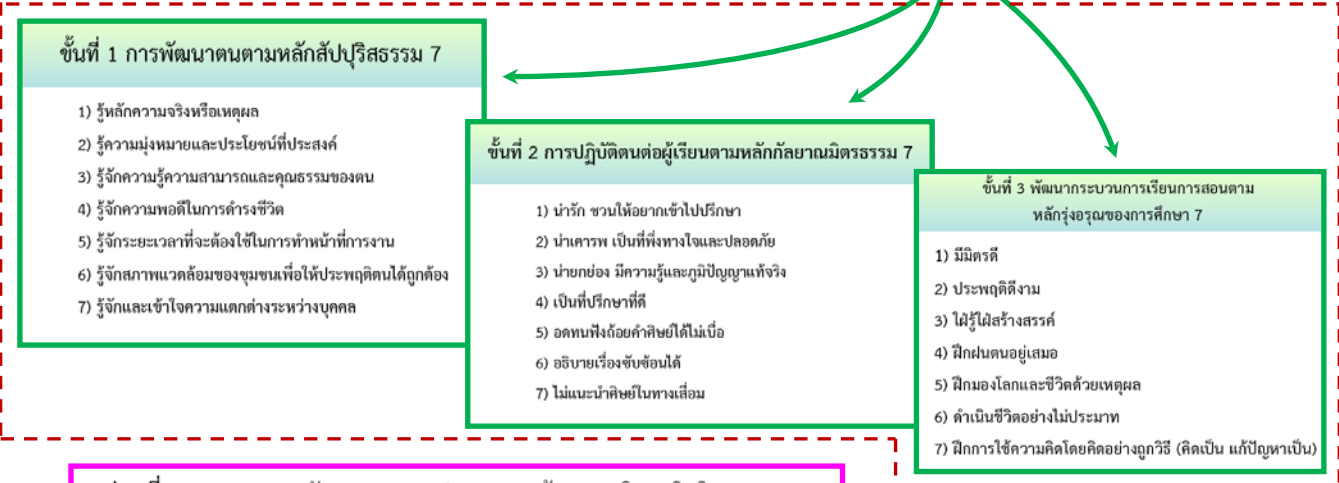 ขั้นที่ 1 การพัฒนาตนตามหลักสัปปุริสธรรม 7
1) รู้หลักความจริงหรือเหตุผล
2) รู้ความมุ่งหมายและประโยชน์ที่ประสงค์
3) รู้จักความรู้ความสามารถและคุณธรรมของตน
4) รู้จักความพอดีในการดำรงชีวิต
5) รู้จักระยะเวลาที่จะต้องใช้ในการทำหน้าที่การงาน
6) รู้จักสภาพแวดล้อมของชุมชนเพื่อให้ประพฤติตนได้ถูกต้อง
7) รู้จักและเข้าใจความแตกต่างระหว่างบุคคล
ขั้นที่ 2 การปฏิบัติตนต่อผู้เรียนตามหลักกัลยาณมิตรธรรม 7
1) น่ารัก ชวนให้อยากเข้าไปปรึกษา
2) น่าเคารพ เป็นที่พึ่งทางใจและปลอดภัย
3) น่ายกย่อง มีความรู้และภูมิปัญญาแท้จริง
4) เป็นที่ปรึกษาที่ดี
5) อดทนฟังถ้อยคำศิษย์ได้ไม่เบื่อ
6) อธิบายเรื่องซับซ้อนได้
7) ไม่แนะนำศิษย์ในทางเสื่อม
ขั้นที่ 3 พัฒนากระบวนการเรียนการสอนตาม
หลักรุ่งอรุณของการศึกษา 7
1) มีมิตรดี
2) ประพฤติดีงาม
3) ใฝ่รู้ใฝ่สร้างสรรค์
4) ฝึกฝนตนอยู่เสมอ
5) ฝึกมองโลกและชีวิตด้วยเหตุผล
6) ดำเนินชีวิตอย่างไม่ประมาท
7) ฝึกการใช้ความคิดโดยคิดอย่างถูกวิธี (คิดเป็น แก้ปัญหาเป็น)